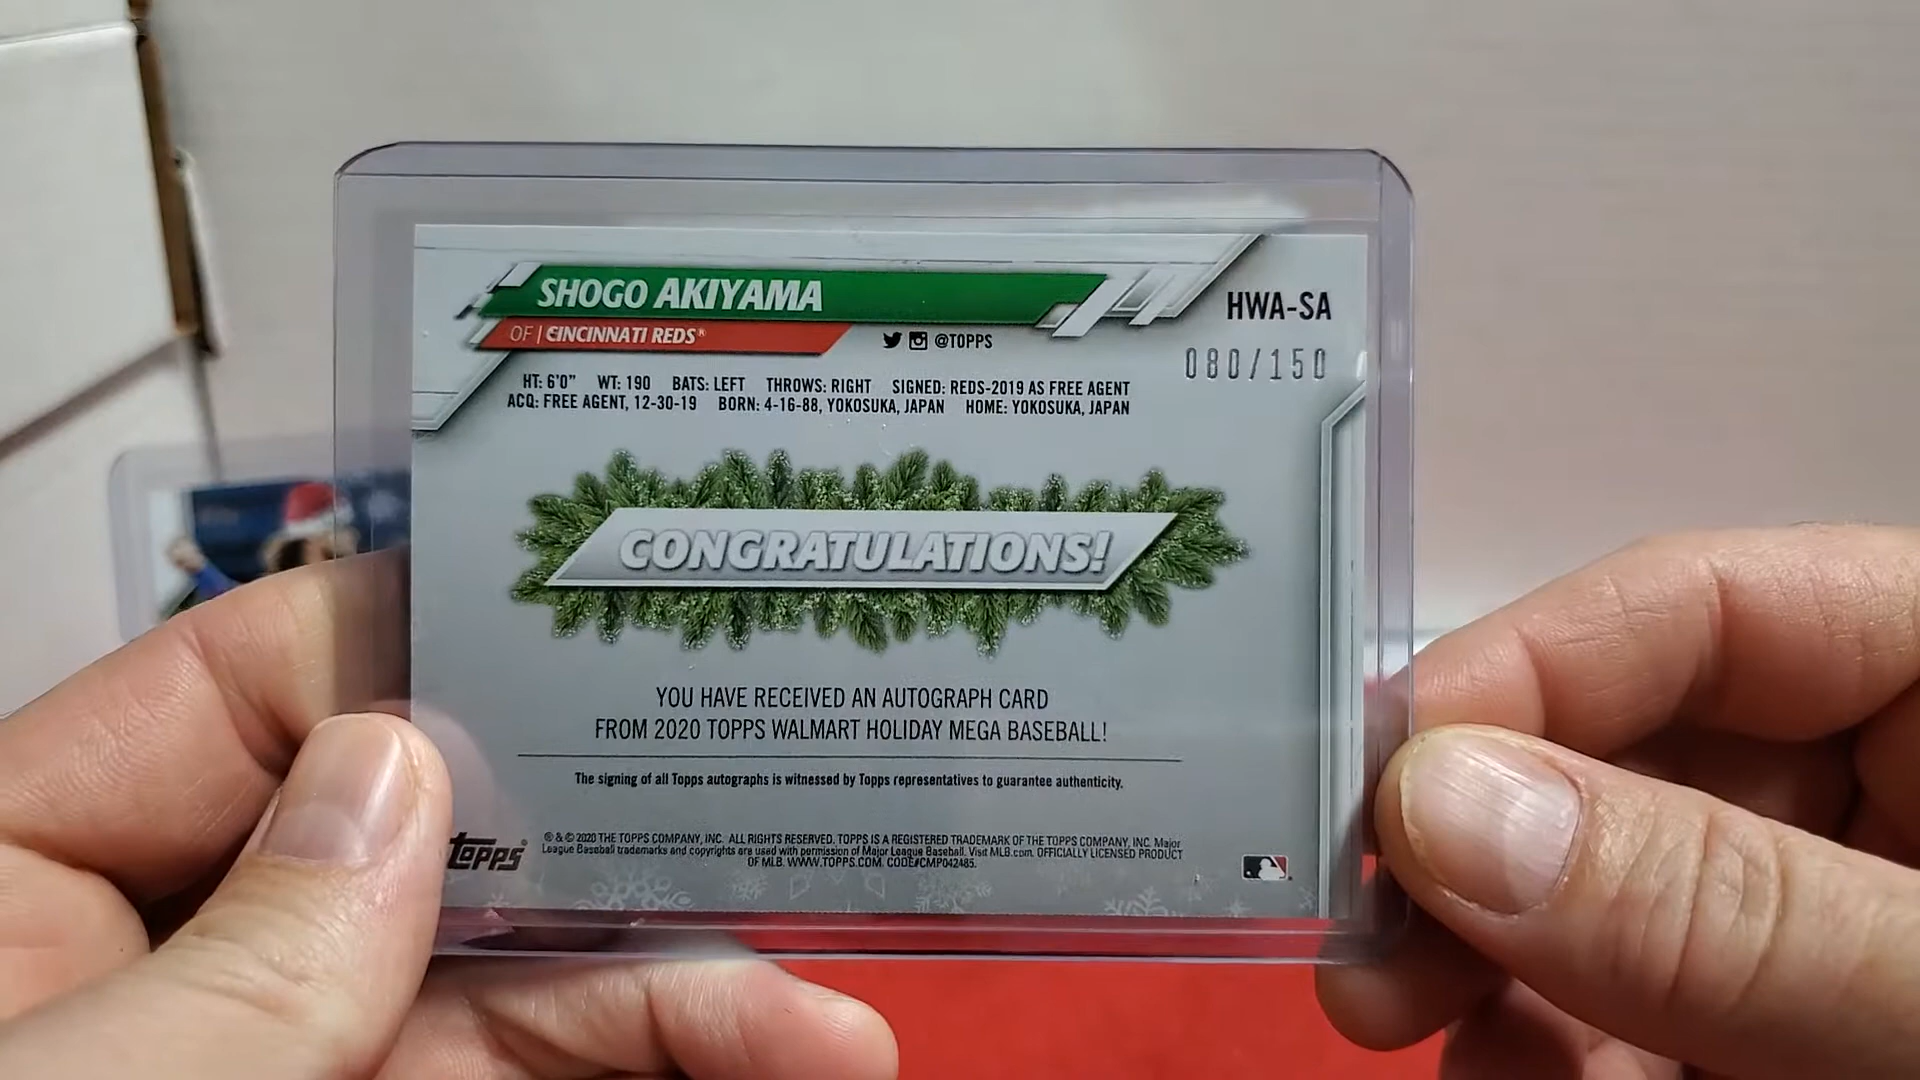 SHOGO AKIYAMA
HWA-SA
OF | CINCINNATI REDS®
@TOPPS
080/150
HT: 6'0" WT: 190 BATS: LEFT THROWS: RIGHT SIGNED: REDS-2019 AS FREE AGENT
ACQ: FREE AGENT, 12-30-19 BORN: 4-16-88, YOKOSUKA, JAPAN HOME: YOKOSUKA, JAPAN
CONGRATULATIONS!
YOU HAVE RECEIVED AN AUTOGRAPH CARD
FROM 2020 TOPPS WALMART HOLIDAY MEGA BASEBALL!
The signing of all Topps autographs is witnessed by Topps representatives to guarantee authenticity.
topps
® & © 2020 THE TOPPS COMPANY, INC. ALL RIGHTS RESERVED. TOPPS IS A REGISTERED TRADEMARK OF THE TOPPS COMPANY, INC. Major
League Baseball trademarks and copyrights are used with permission of Major League Baseball. Visit MLB.com. OFFICIALLY LICENSED PRODUCT
OF MLB. WWW.TOPPS.COM. CODE#CMP042485.